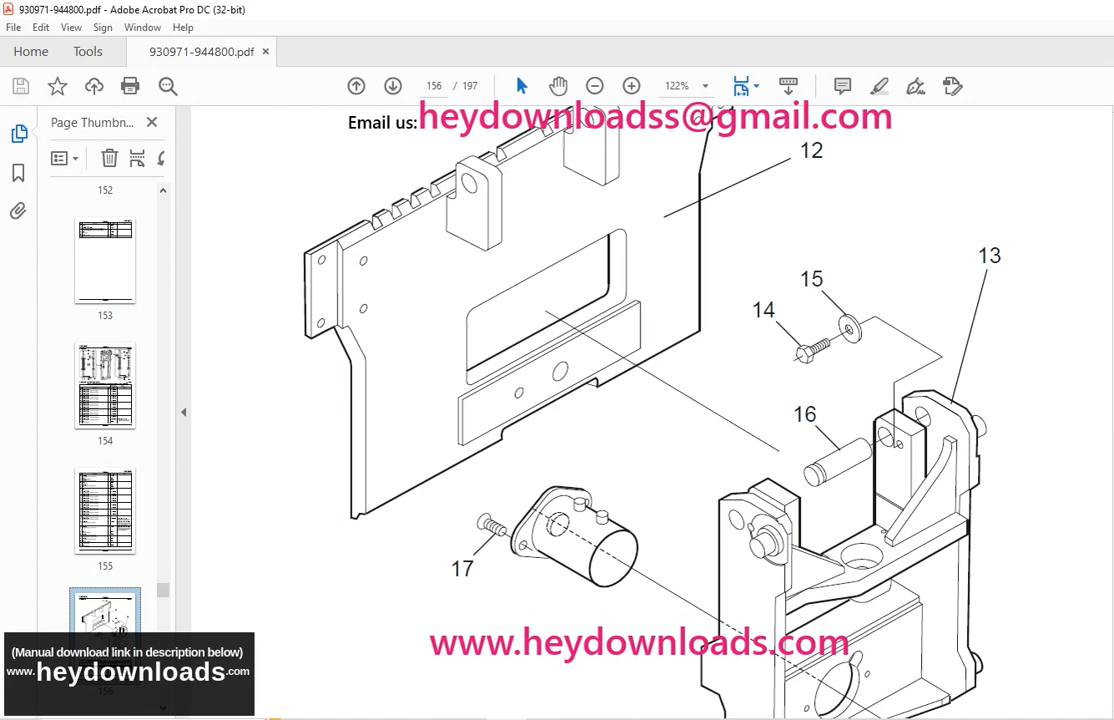 930971-944800.pdf - Adobe Acrobat Pro DC (32-bit)
File Edit View Sign Window Help
Home Tools 930971-944800.pdf ×
156 / 197 122%
Email us:heydownloadss@gmail.com
Page Thumbn...
152
153
154
155
156
12
13
15
14
16
17
www.heydownloads.com
(Manual download link in description below)
www.heydownloads.com